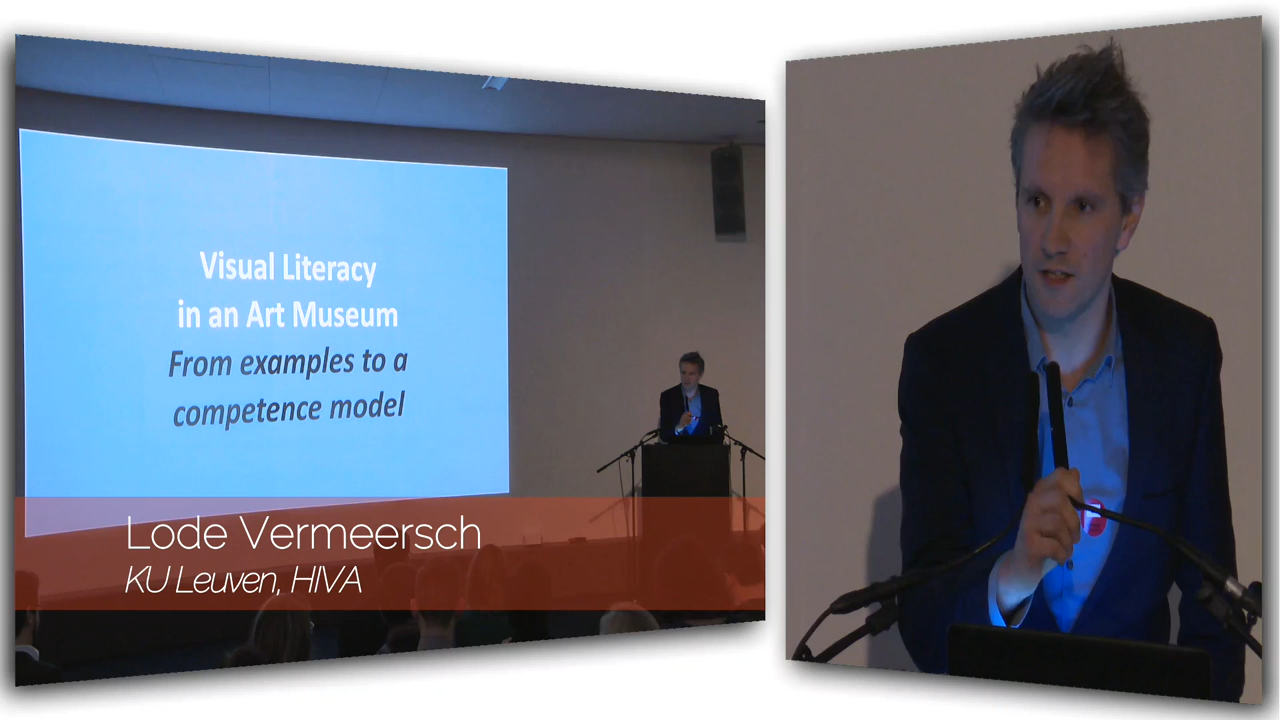 Visual Literacy
in an Art Museum
From examples to a
competence model
Lode Vermeersch
KU Leuven, HIVA